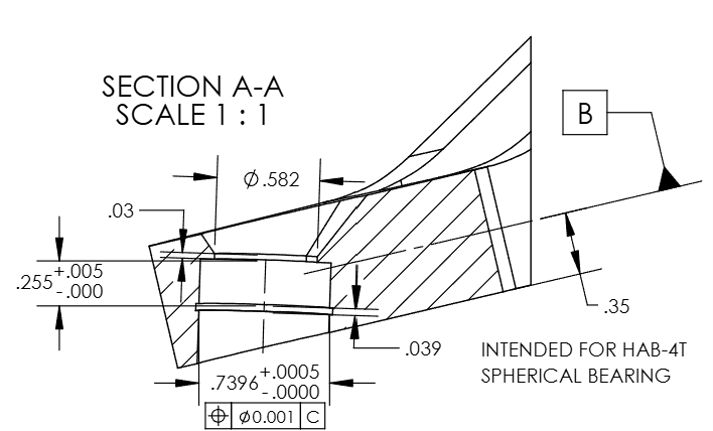 SECTION A-A
SCALE 1 : 1
B
Ø.582
.03
.255 +.005
-.000
.35
.039
INTENDED FOR HAB-4T
SPHERICAL BEARING
.7396 +.0005
-.0000
⌖ Ø0.001 C